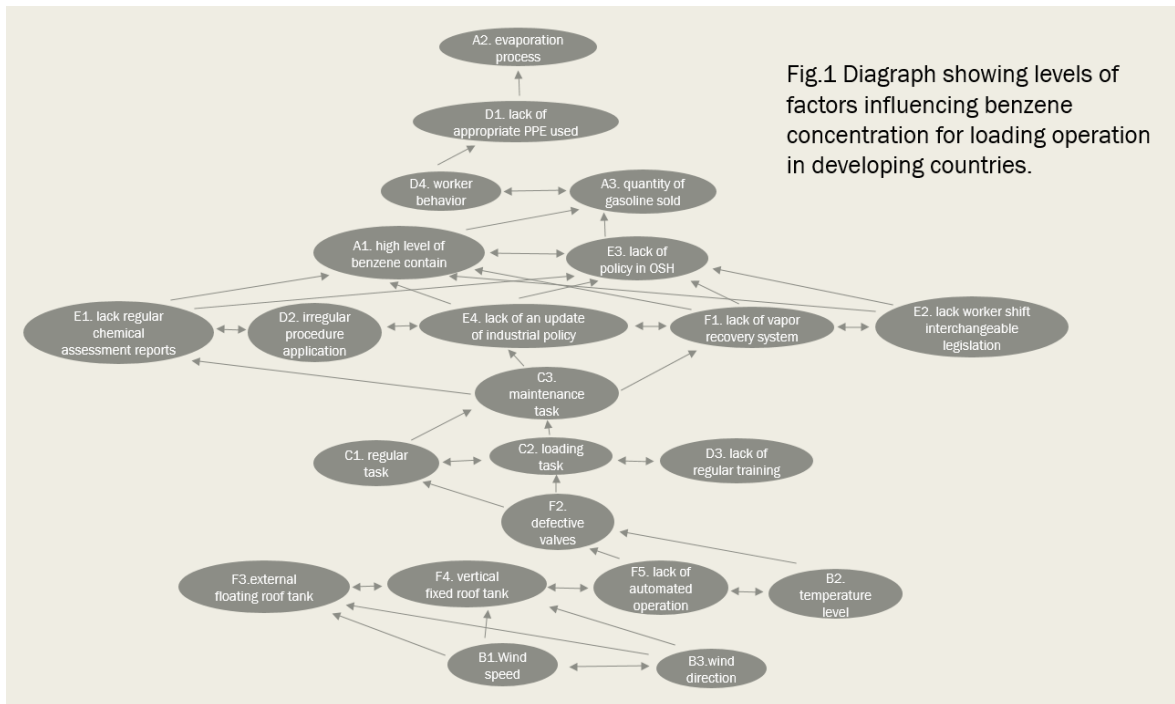 A2. evaporation
process
Fig.1 Diagraph showing levels of
factors influencing benzene
concentration for loading operation
in developing countries.
D1. lack of
appropriate PPE used
D4. worker
behavior
A3. quantity of
gasoline sold
A1. high level of
benzene contain
E3. lack of
policy in OSH
E1. lack regular
chemical
assessment reports
D2. irregular
procedure
application
E4. lack of an update
of industrial policy
F1. lack of vapor
recovery system
E2. lack worker shift
interchangeable
legislation
C3.
maintenance
task
C1. regular
task
C2. loading
task
D3. lack of
regular training
F2.
defective
valves
F3.external
floating roof tank
F4. vertical
fixed roof tank
F5. lack of
automated
operation
B2.
temperature
level
B1.Wind
speed
B3.wind
direction